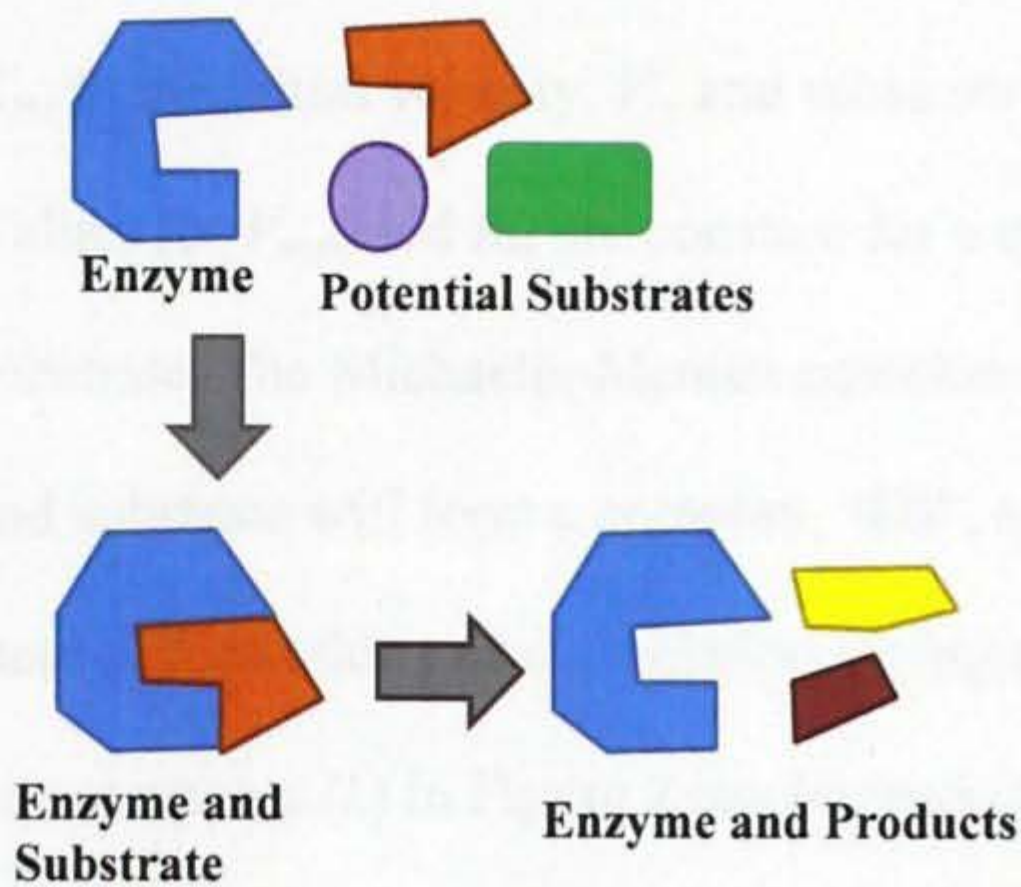 Enzyme
Potential Substrates
Enzyme and
Substrate
Enzyme and Products